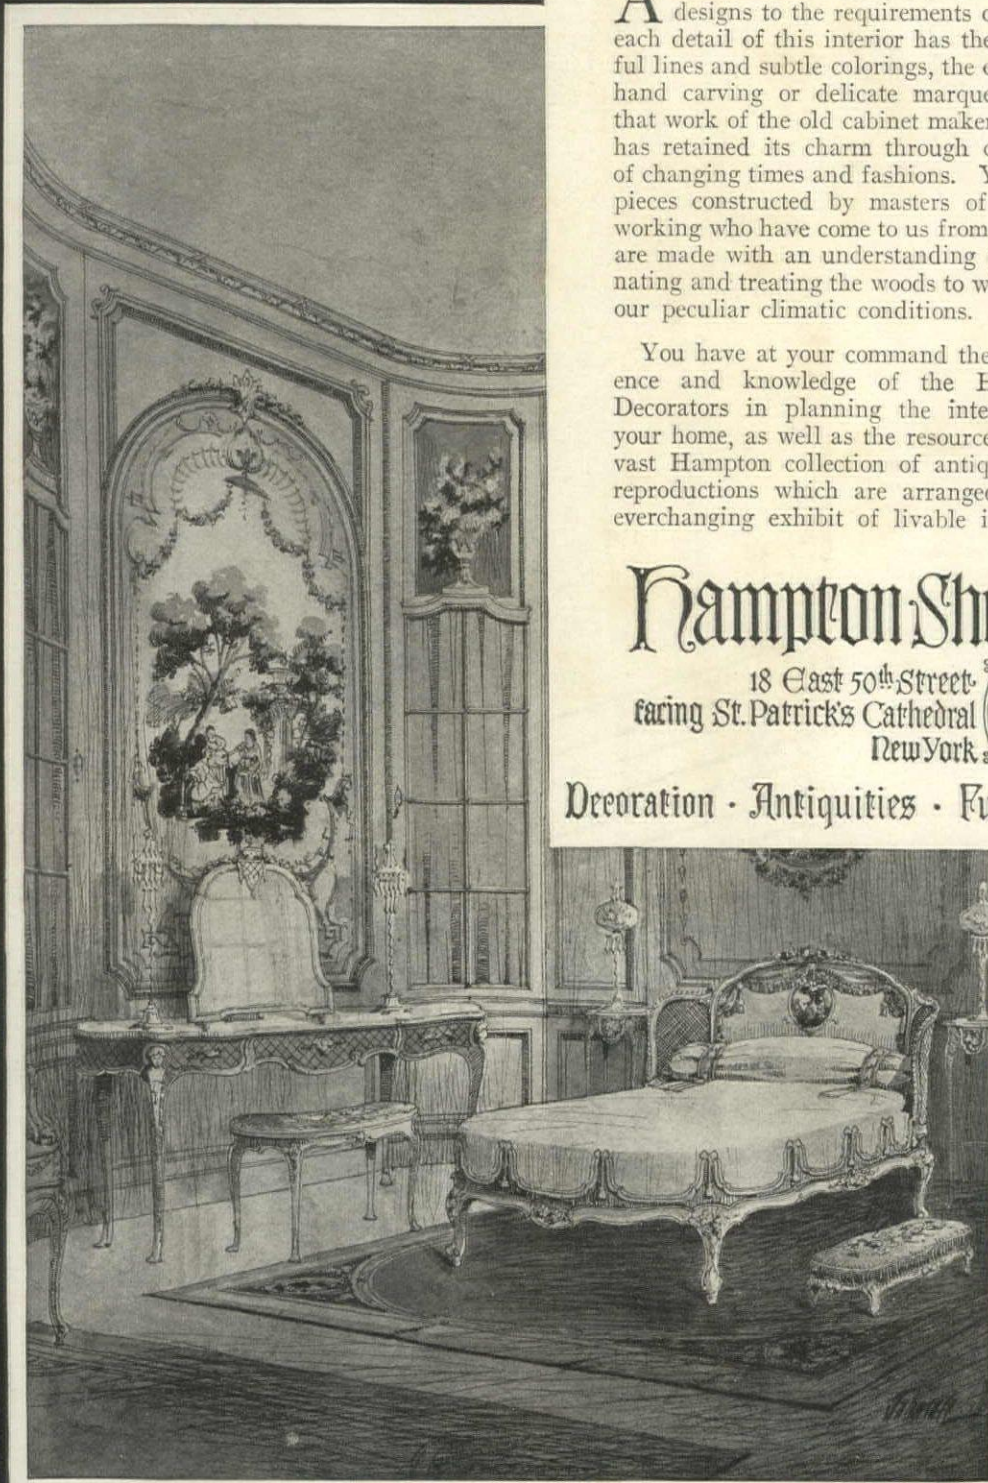 A designs to the requirements
each detail of this interior has the
ful lines and subtle colorings, the
hand carving or delicate marque
that work of the old cabinet maker
has retained its charm through
of changing times and fashions.
pieces constructed by masters of
working who have come to us from
are made with an understanding
nating and treating the woods to w
our peculiar climatic conditions.
You have at your command the
ence and knowledge of the
Decorators in planning the inte
your home, as well as the resource
vast Hampton collection of antiq
reproductions which are arranged
everchanging exhibit of livable i
Hampton Sh
18 East 50th Street
facing St. Patrick's Cathedral
New York
Decoration · Antiquities · Fu